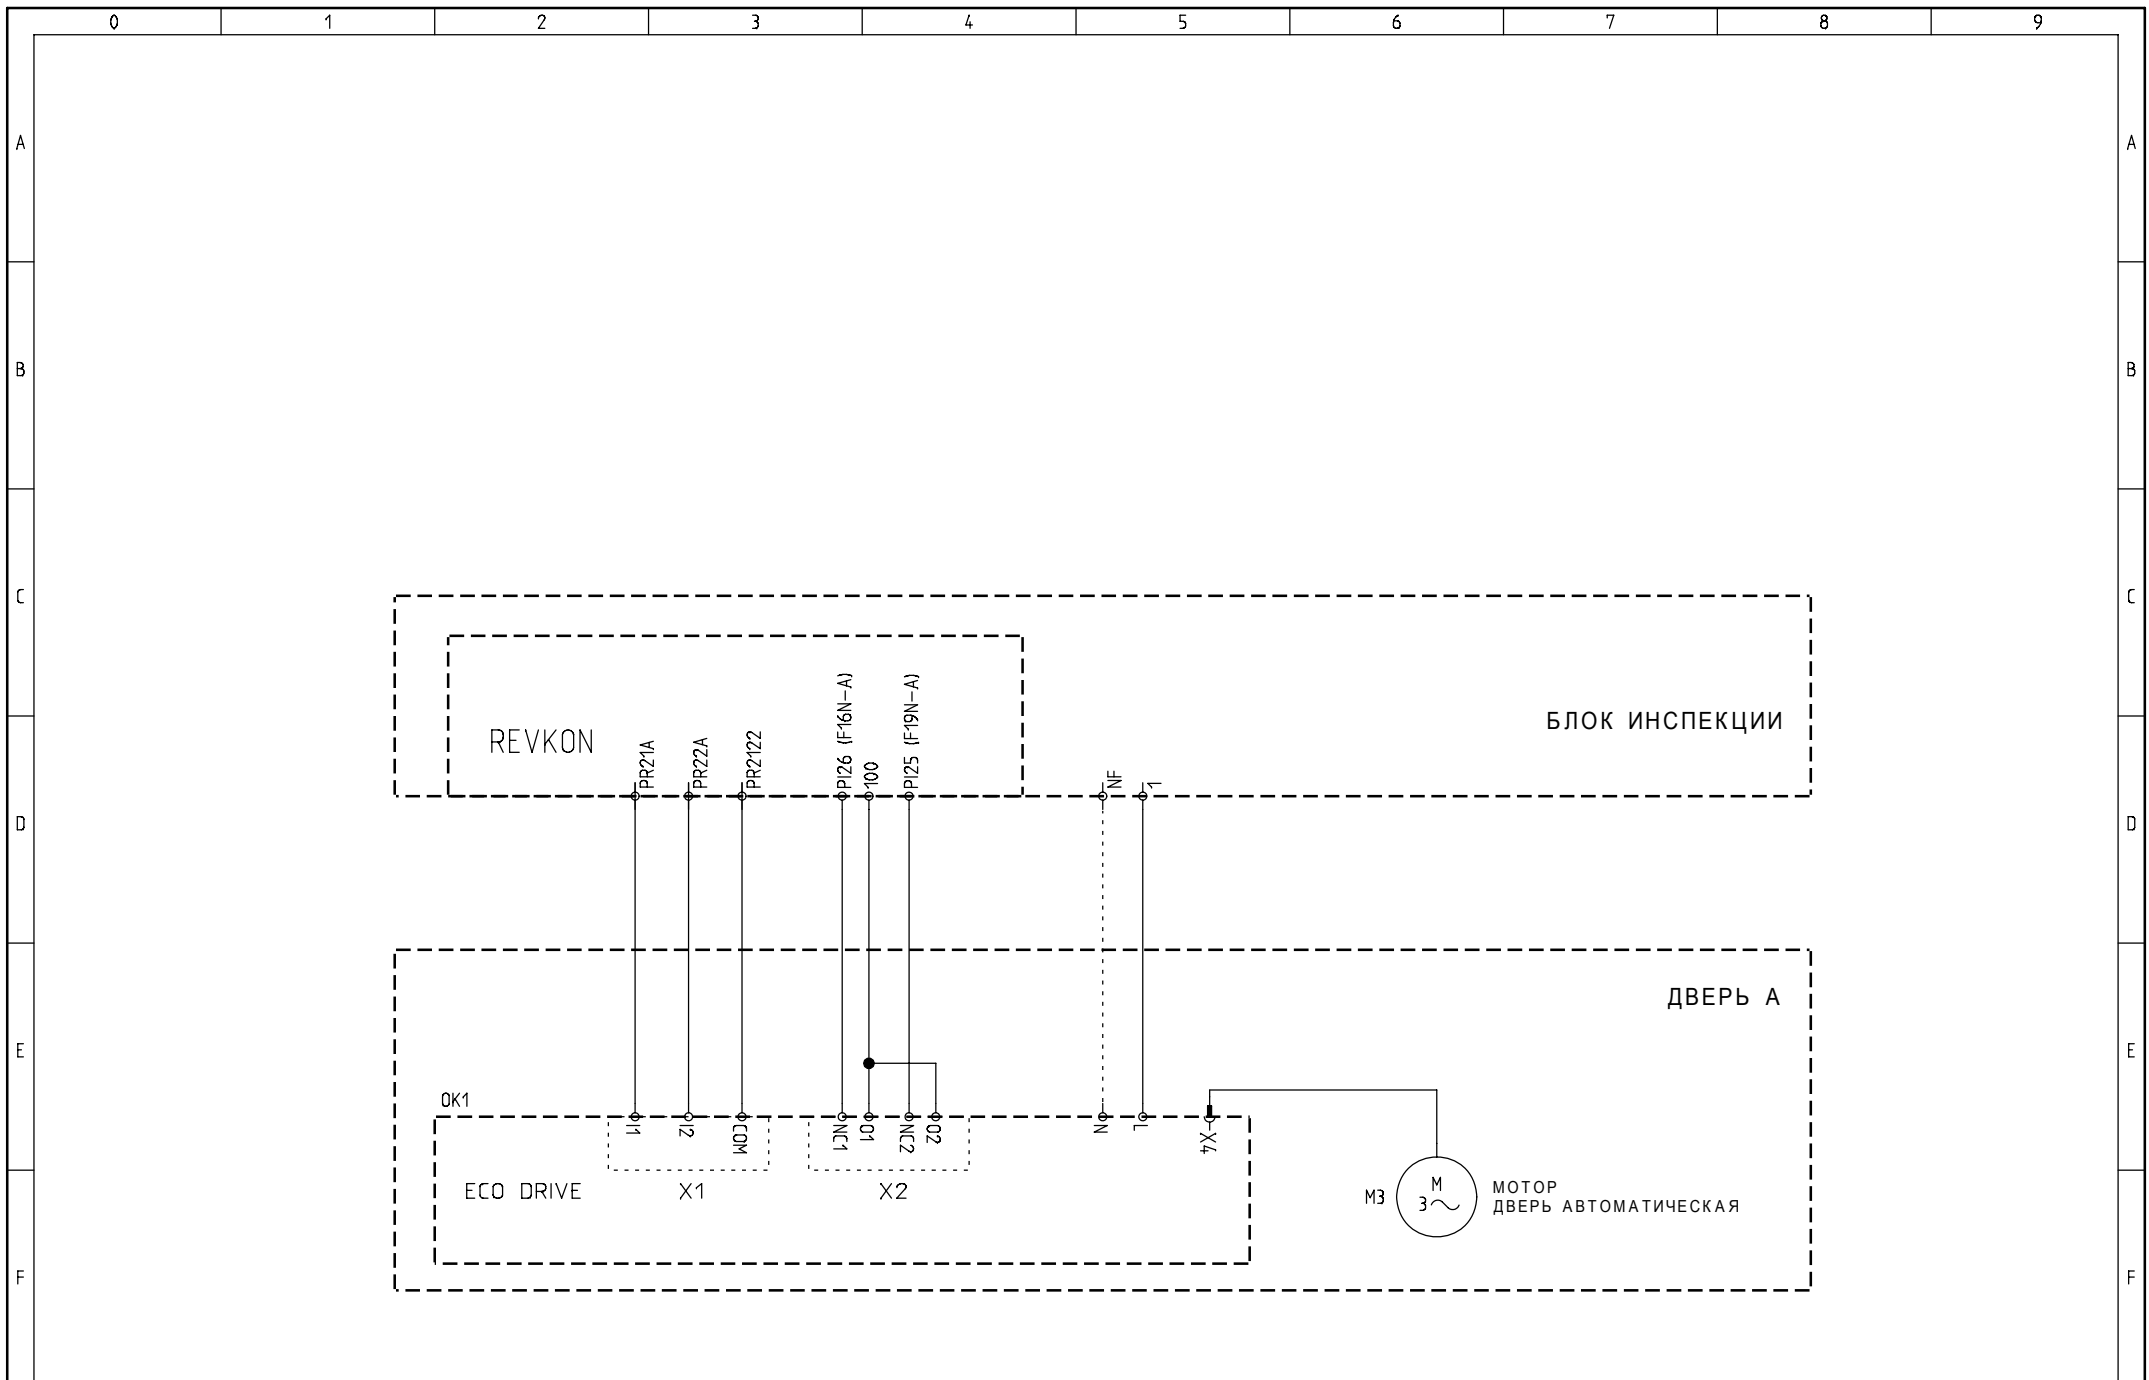 0 1 2 3 4 5 6 7 8 9
A A
B B
C C
REVKON
PR21A
PR22A
PR2122
PI26 (F16N-A)
100
PI25 (F19N-A)
NF
1
БЛОК ИНСПЕКЦИИ
D D
ДВЕРЬ А
E E
OK1
I1
I2
COM
NC1
O1
NC2
O2
N
L
-X4
ECO DRIVE
X1
X2
M3
M
3~
МОТОР
ДВЕРЬ АВТОМАТИЧЕСКАЯ
F F